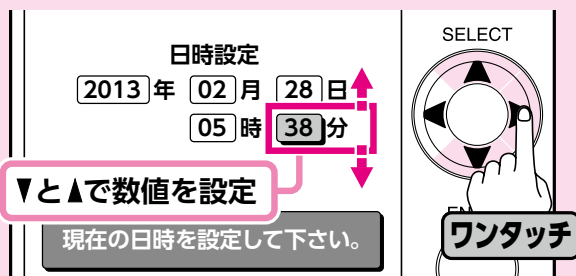 SELECT
日時設定
2013年 02月 28日
05時 38分
▼と▲で数値を設定
現在の日時を設定して下さい。
ワンタッチ